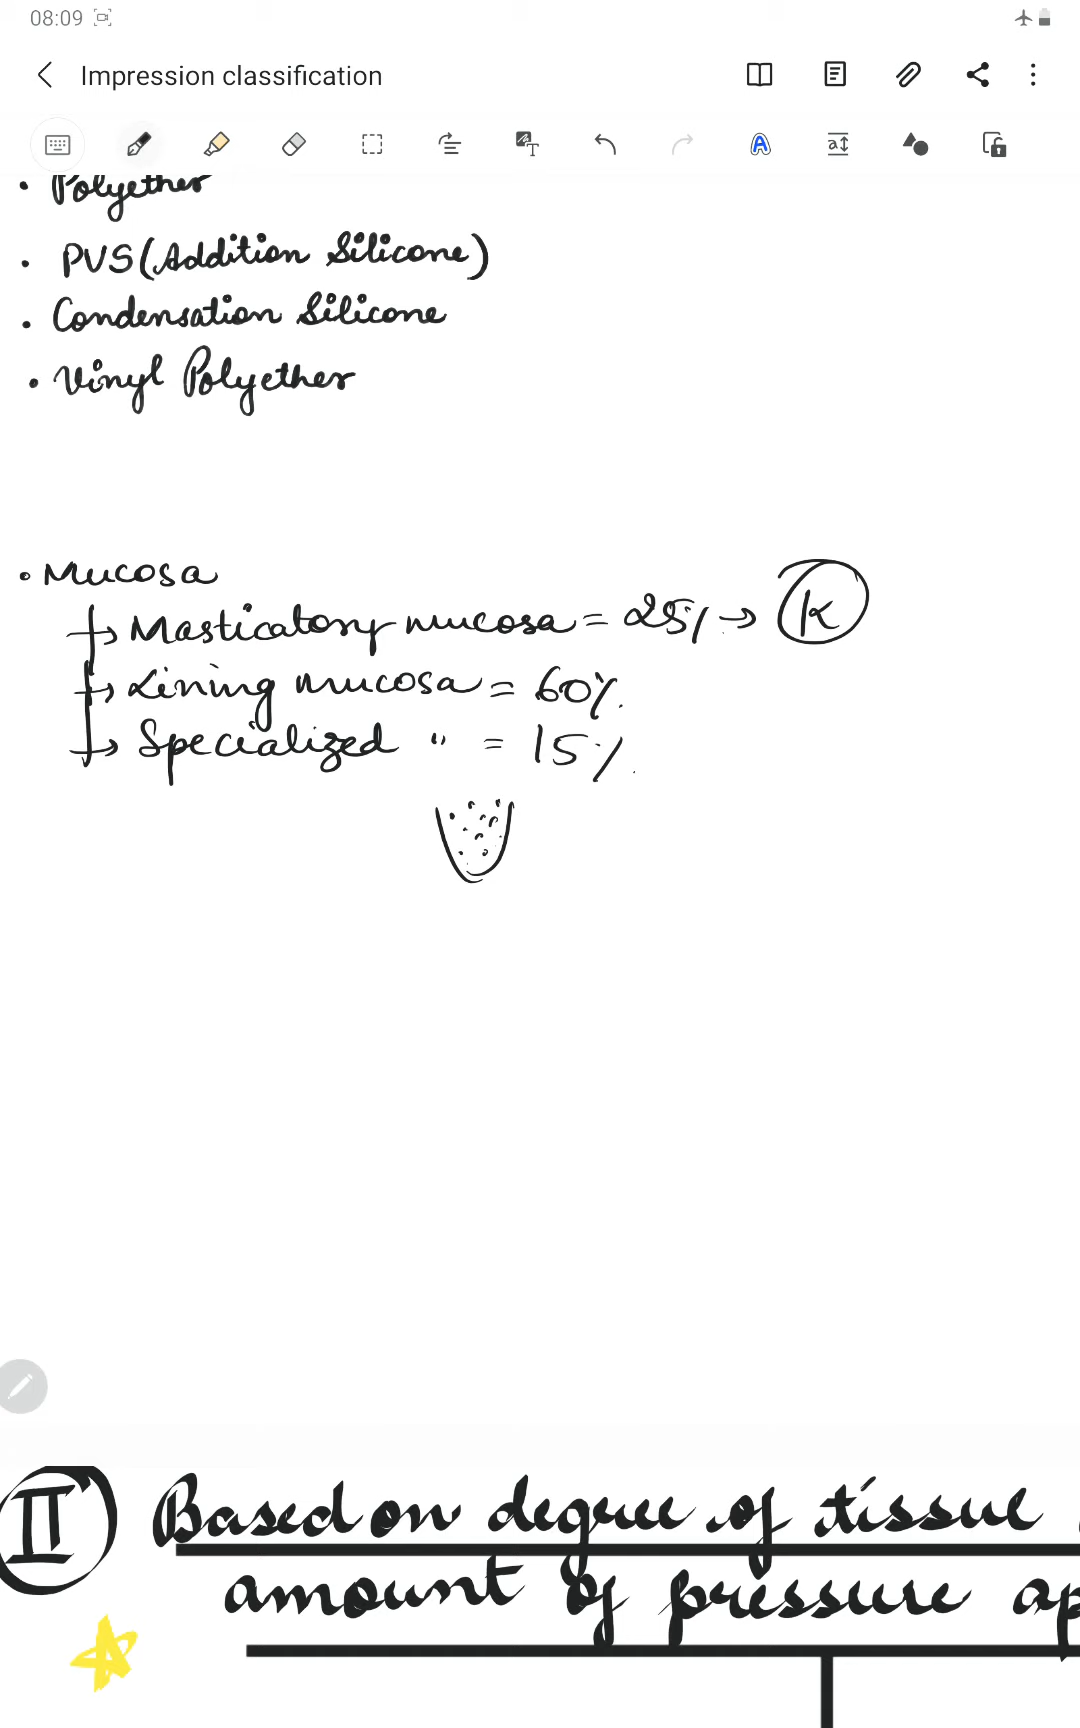 08:09
Impression classification
• Polyether
• PVS (Addition Silicone)
• Condensation Silicone
• Vinyl Polyether
• Mucosa
→ Masticatory mucosa = 25% → K
→ Lining mucosa = 60%.
→ Specialized " = 15%.
II Based on degree of tissue
amount of pressure ap